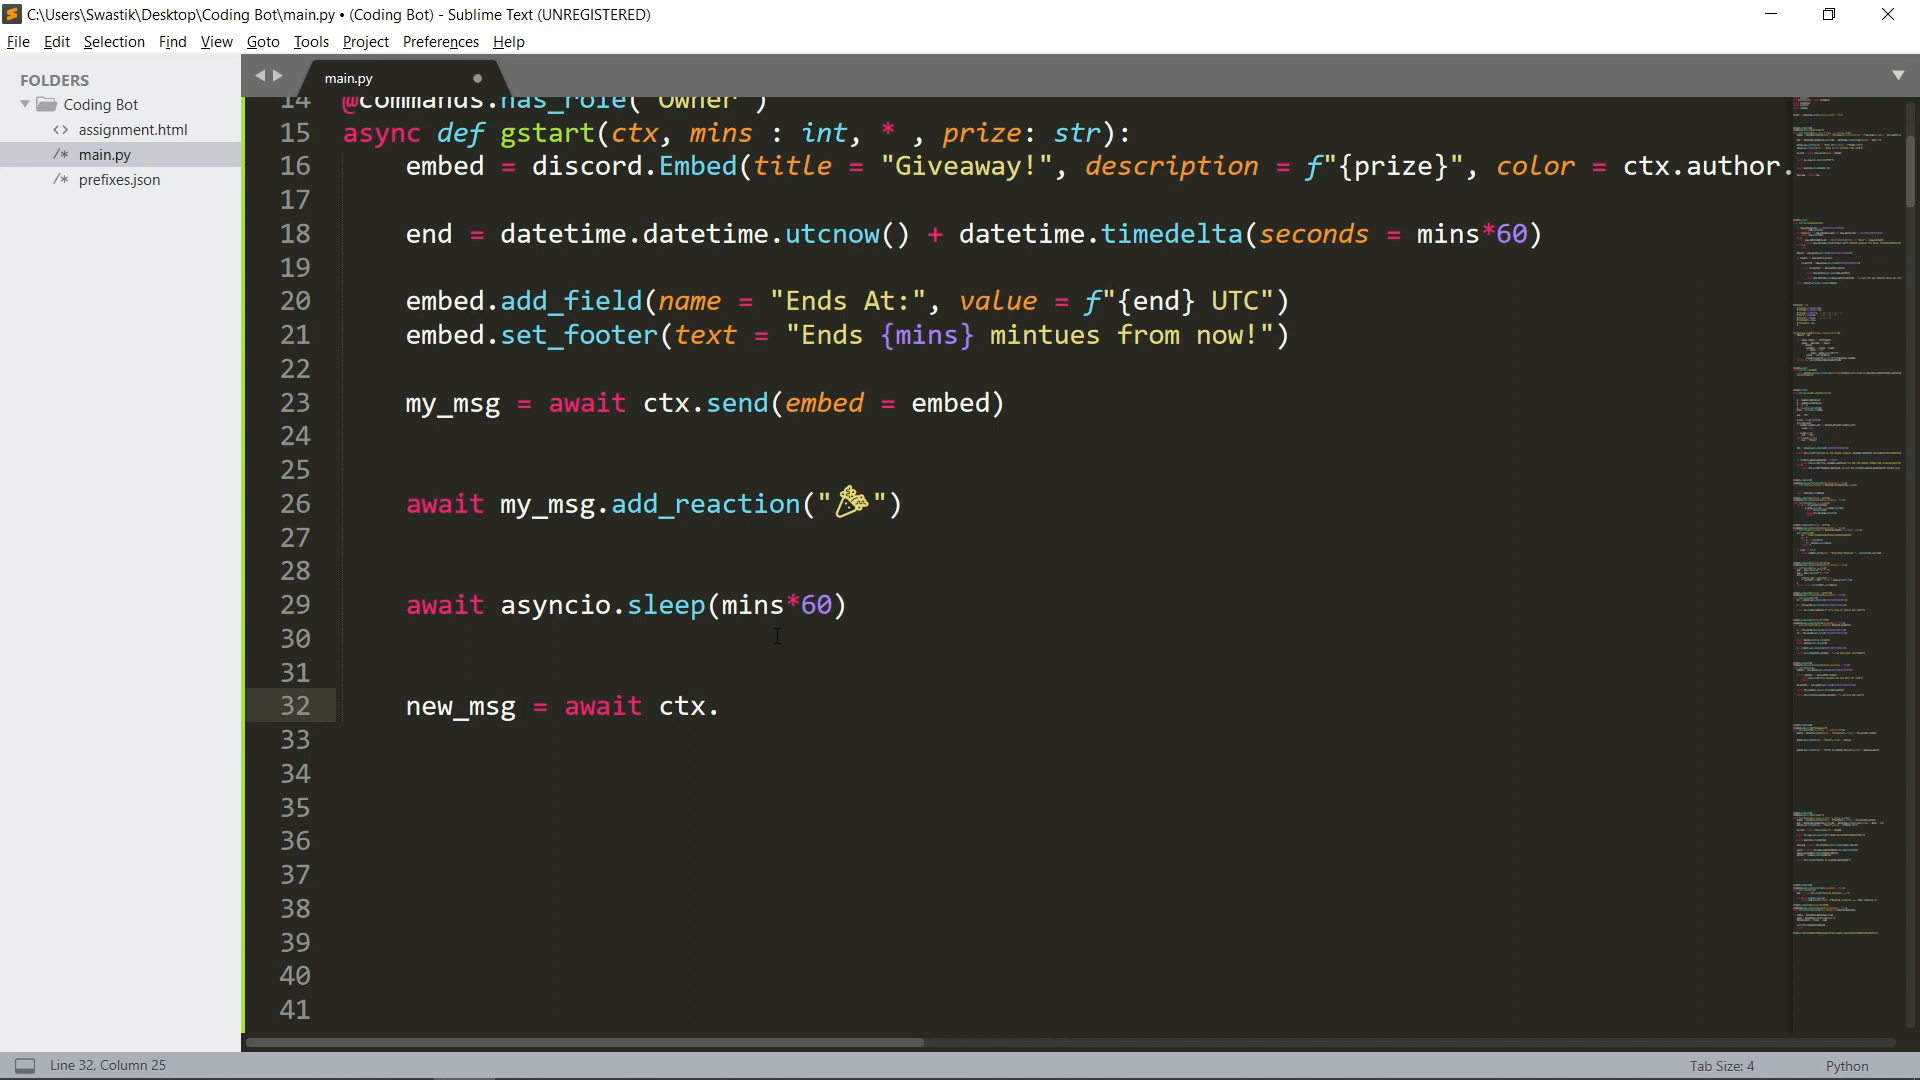 C:\Users\Swastik\Desktop\Coding Bot\main.py • (Coding Bot) - Sublime Text (UNREGISTERED)
File Edit Selection Find View Goto Tools Project Preferences Help
FOLDERS
Coding Bot
<> assignment.html
/* main.py
/* prefixes.json
main.py
14 @commands.has_role("Owner")
15 async def gstart(ctx, mins : int, * , prize: str):
16 embed = discord.Embed(title = "Giveaway!", description = f"{prize}", color = ctx.author.
17
18 end = datetime.datetime.utcnow() + datetime.timedelta(seconds = mins*60)
19
20 embed.add_field(name = "Ends At:", value = f"{end} UTC")
21 embed.set_footer(text = "Ends {mins} mintues from now!")
22
23 my_msg = await ctx.send(embed = embed)
24
25
26 await my_msg.add_reaction("🎉")
27
28
29 await asyncio.sleep(mins*60)
30
31
32 new_msg = await ctx.
33
34
35
36
37
38
39
40
41
Line 32, Column 25
Tab Size: 4
Python